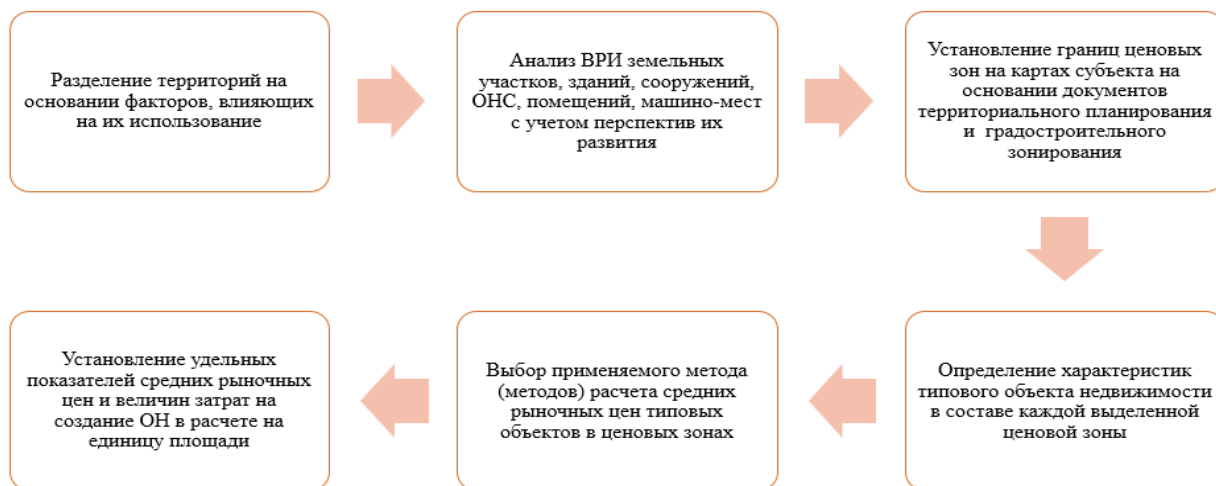 Разделение территорий на
основании факторов, влияющих
на их использование
Анализ ВРИ земельных
участков, зданий, сооружений,
ОНС, помещений, машино-мест
с учетом перспектив их
развития
Установление границ ценовых
зон на картах субъекта на
основании документов
территориального планирования
и градостроительного
зонирования
Определение характеристик
типового объекта недвижимости
в составе каждой выделенной
ценовой зоны
Выбор применяемого метода
(методов) расчета средних
рыночных цен типовых
объектов в ценовых зонах
Установление удельных
показателей средних рыночных
цен и величин затрат на
создание ОН в расчете на
единицу площади